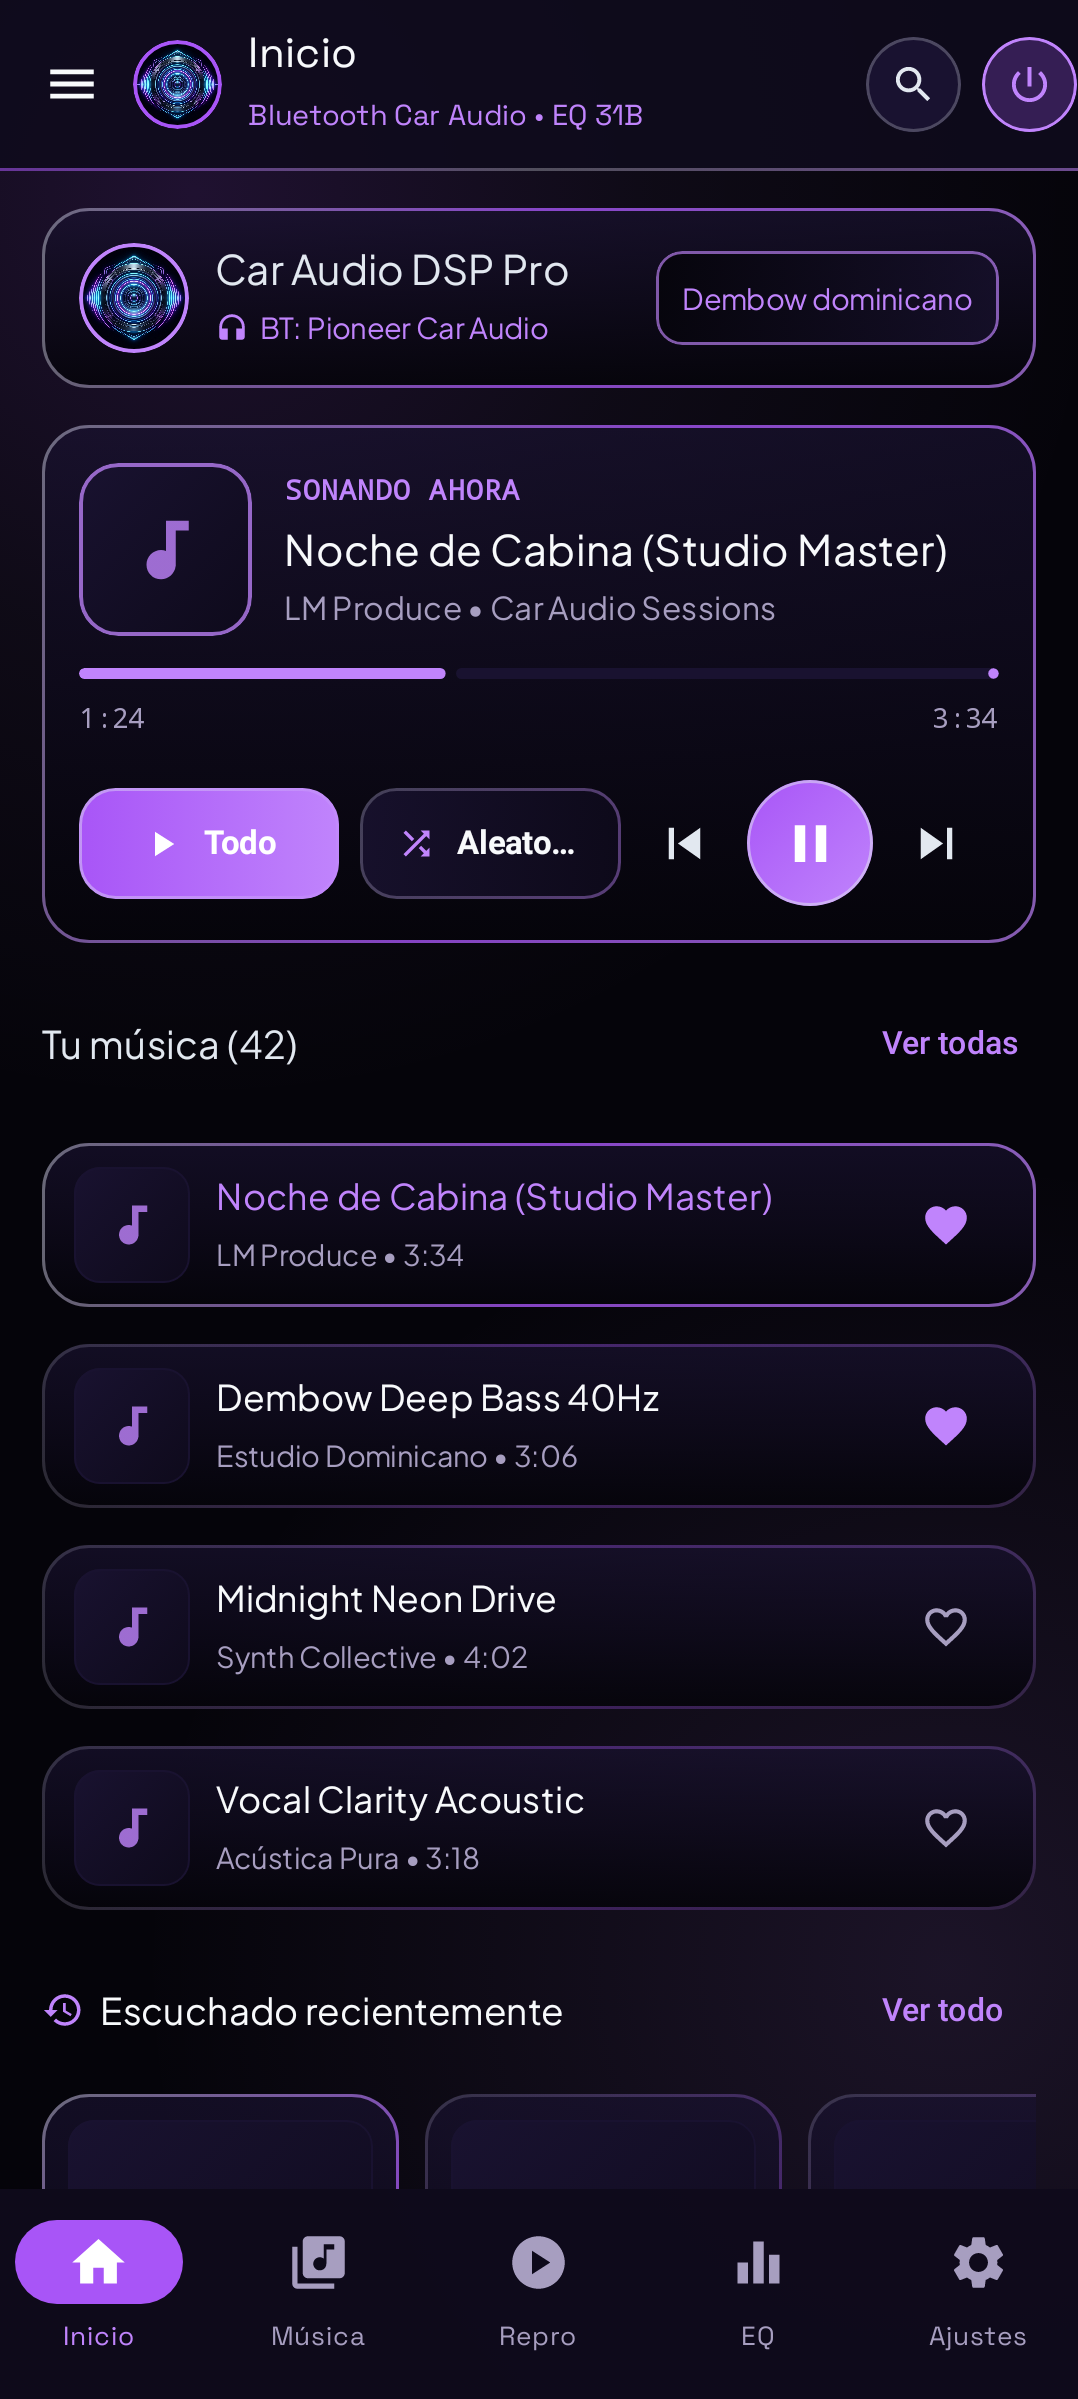 Inicio
Bluetooth Car Audio • EQ 31B
Car Audio DSP Pro
BT: Pioneer Car Audio
Dembow dominicano
SONANDO AHORA
Noche de Cabina (Studio Master)
LM Produce • Car Audio Sessions
1:24
3:34
Todo
Aleato...
Tu música (42)
Ver todas
Noche de Cabina (Studio Master)
LM Produce • 3:34
Dembow Deep Bass 40Hz
Estudio Dominicano • 3:06
Midnight Neon Drive
Synth Collective • 4:02
Vocal Clarity Acoustic
Acústica Pura • 3:18
Escuchado recientemente
Ver todo
Inicio
Música
Repro
EQ
Ajustes